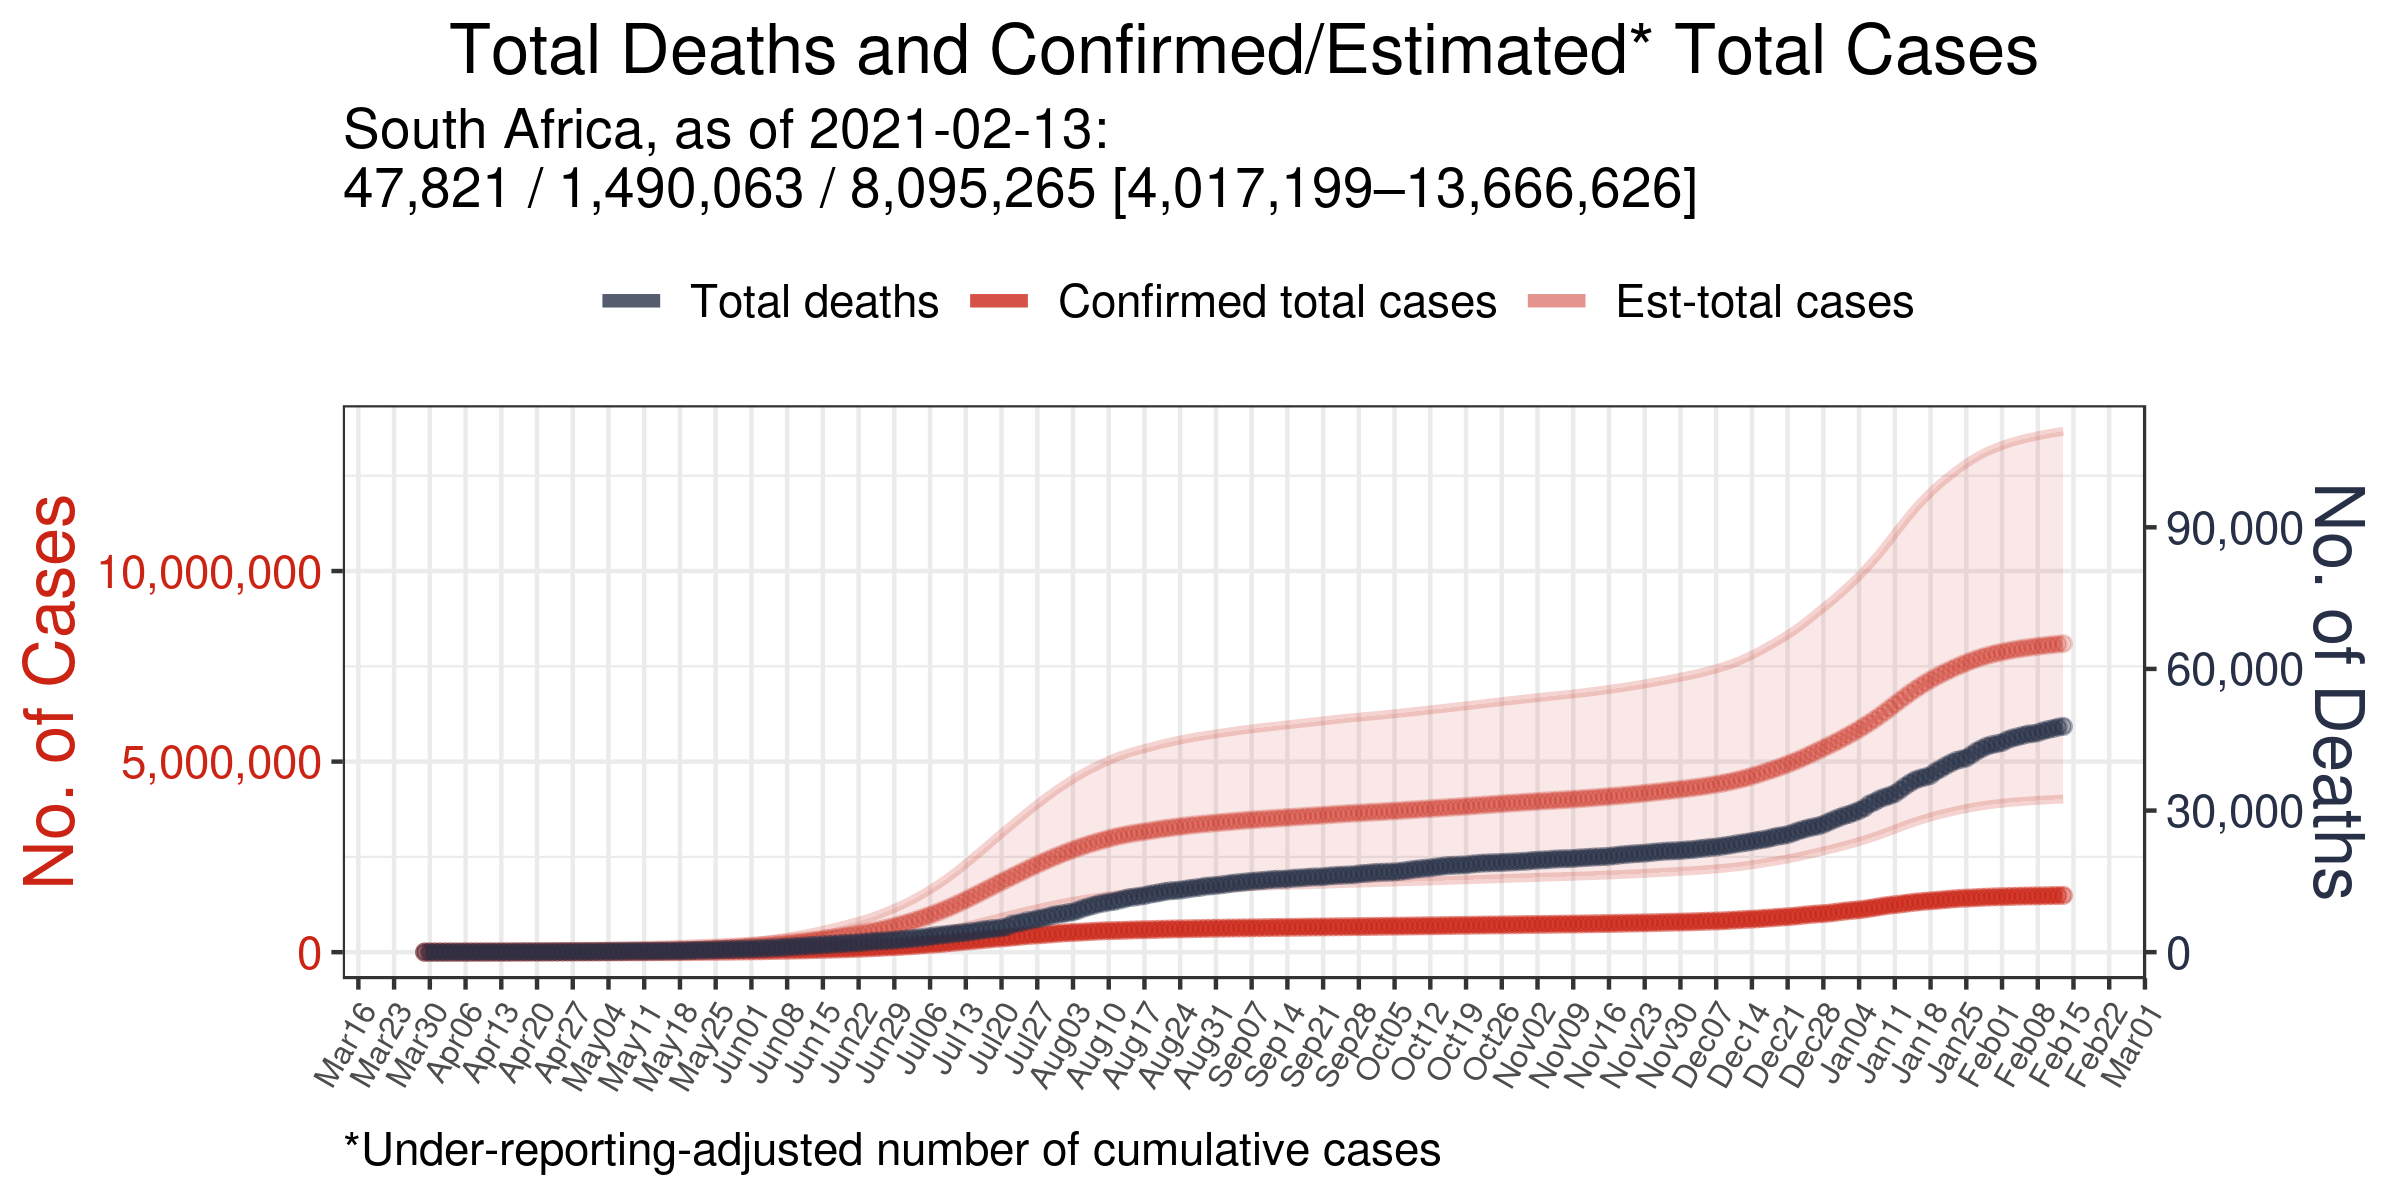 Total Deaths and Confirmed/Estimated* Total Cases
South Africa, as of 2021-02-13:
47,821 / 1,490,063 / 8,095,265 [4,017,199–13,666,626]
Total deaths
Confirmed total cases
Est-total cases
No. of Cases
10,000,000
5,000,000
0
90,000
60,000
30,000
0
No. of Deaths
Mar16
Mar23
Mar30
Apr06
Apr13
Apr20
Apr27
May04
May11
May18
May25
Jun01
Jun08
Jun15
Jun22
Jun29
Jul06
Jul13
Jul20
Jul27
Aug03
Aug10
Aug17
Aug24
Aug31
Sep07
Sep14
Sep21
Sep28
Oct05
Oct12
Oct19
Oct26
Nov02
Nov09
Nov16
Nov23
Nov30
Dec07
Dec14
Dec21
Dec28
Jan04
Jan11
Jan18
Jan25
Feb01
Feb08
Feb15
Feb22
Mar01
*Under-reporting-adjusted number of cumulative cases